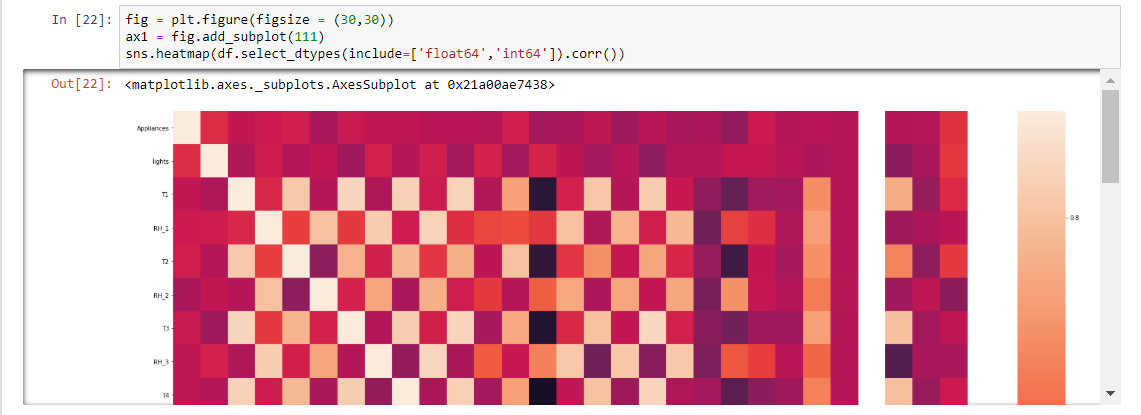 In [22]: fig = plt.figure(figsize = (30,30))
ax1 = fig.add_subplot(111)
sns.heatmap(df.select_dtypes(include=['float64','int64']).corr())
Out[22]: <matplotlib.axes._subplots.AxesSubplot at 0x21a00ae7438>
Appliances
lights
T1
RH_1
0.8
T2
RH_2
T3
RH_3
T4